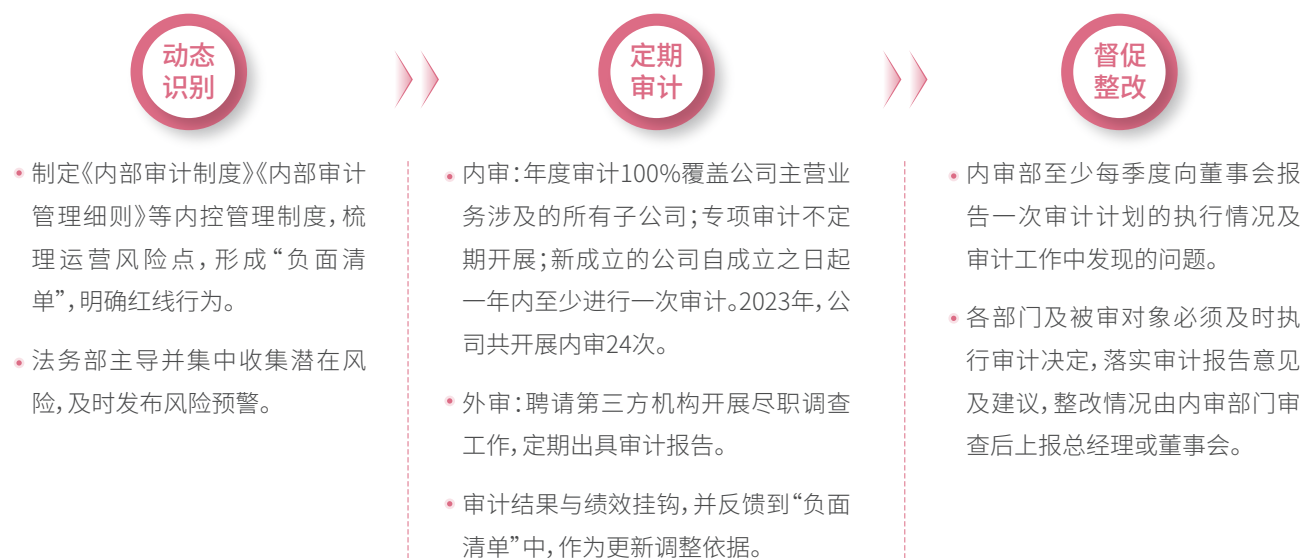 动态
识别
定期
审计
督促
整改
制定《内部审计制度》《内部审计
管理细则》等内控管理制度，梳
理运营风险点，形成“负面清
单”，明确红线行为。
法务部主导并集中收集潜在风
险，及时发布风险预警。
内审：年度审计100%覆盖公司主营业
务涉及的所有子公司；专项审计不定
期开展；新成立的公司自成立之日起
一年内至少进行一次审计。2023年，公
司共开展内审24次。
外审：聘请第三方机构开展尽职调查
工作，定期出具审计报告。
审计结果与绩效挂钩，并反馈到“负面
清单”中，作为更新调整依据。
内审部至少每季度向董事会报
告一次审计计划的执行情况及
审计工作中发现的问题。
各部门及被审对象必须及时执
行审计决定，落实审计报告意见
及建议，整改情况由内审部门审
查后上报总经理或董事会。